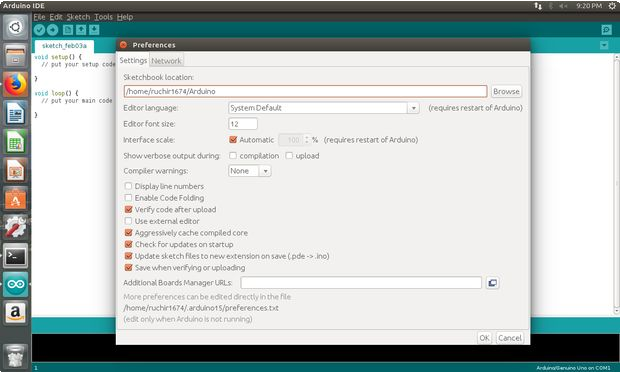 Arduino IDE
9:20 PM
File Edit Sketch Tools Help
sketch_feb03a
void setup() {
// put your setup code
}
void loop() {
// put your main code
}
Preferences
Settings Network
Sketchbook location:
/home/ruchir1674/Arduino Browse
Editor language: System Default (requires restart of Arduino)
Editor font size: 12
Interface scale: Automatic 100 % (requires restart of Arduino)
Show verbose output during: compilation upload
Compiler warnings: None
Display line numbers
Enable Code Folding
Verify code after upload
Use external editor
Aggressively cache compiled core
Check for updates on startup
Update sketch files to new extension on save (.pde -> .ino)
Save when verifying or uploading
Additional Boards Manager URLs:
More preferences can be edited directly in the file
/home/ruchir1674/.arduino15/preferences.txt
(edit only when Arduino is not running)
OK Cancel
1 Arduino/Genuino Uno on COM1